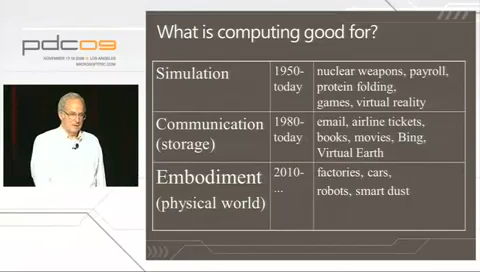 What is computing good for?
pdc09
MICROSOFTPDC.COM
Simulation
1950-
today
nuclear weapons, payroll,
protein folding,
games, virtual reality
Communication
(storage)
1980-
today
email, airline tickets,
books, movies, Bing,
Virtual Earth
Embodiment
(physical world)
2010-
...
factories, cars,
robots, smart dust